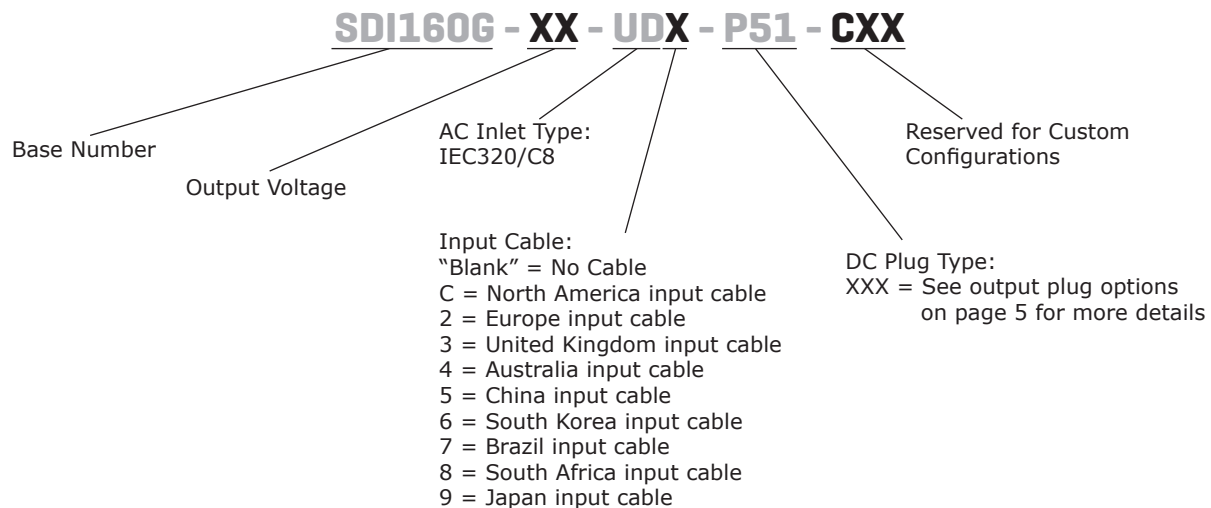 SDI160G - XX - UDX - P51 - CXX
Base Number
Output Voltage
AC Inlet Type:
IEC320/C8
Input Cable:
“Blank” = No Cable
C = North America input cable
2 = Europe input cable
3 = United Kingdom input cable
4 = Australia input cable
5 = China input cable
6 = South Korea input cable
7 = Brazil input cable
8 = South Africa input cable
9 = Japan input cable
DC Plug Type:
XXX = See output plug options
on page 5 for more details
Reserved for Custom
Configurations